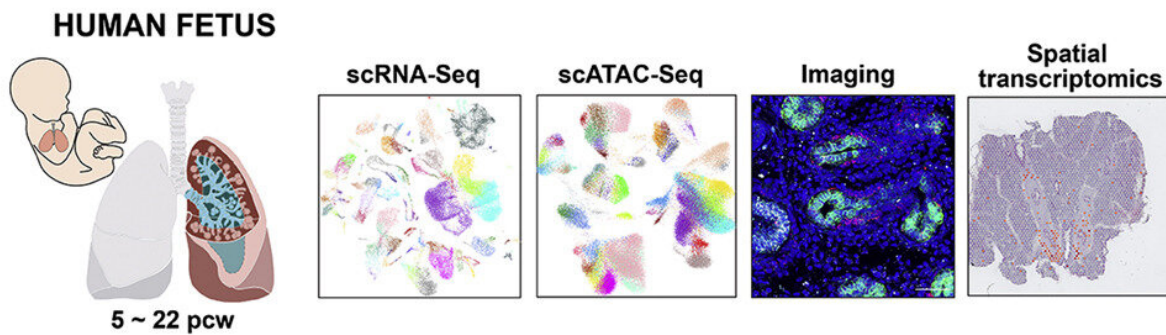 HUMAN FETUS
5 ~ 22 pcw
scRNA-Seq
scATAC-Seq
Imaging
Spatial
transcriptomics